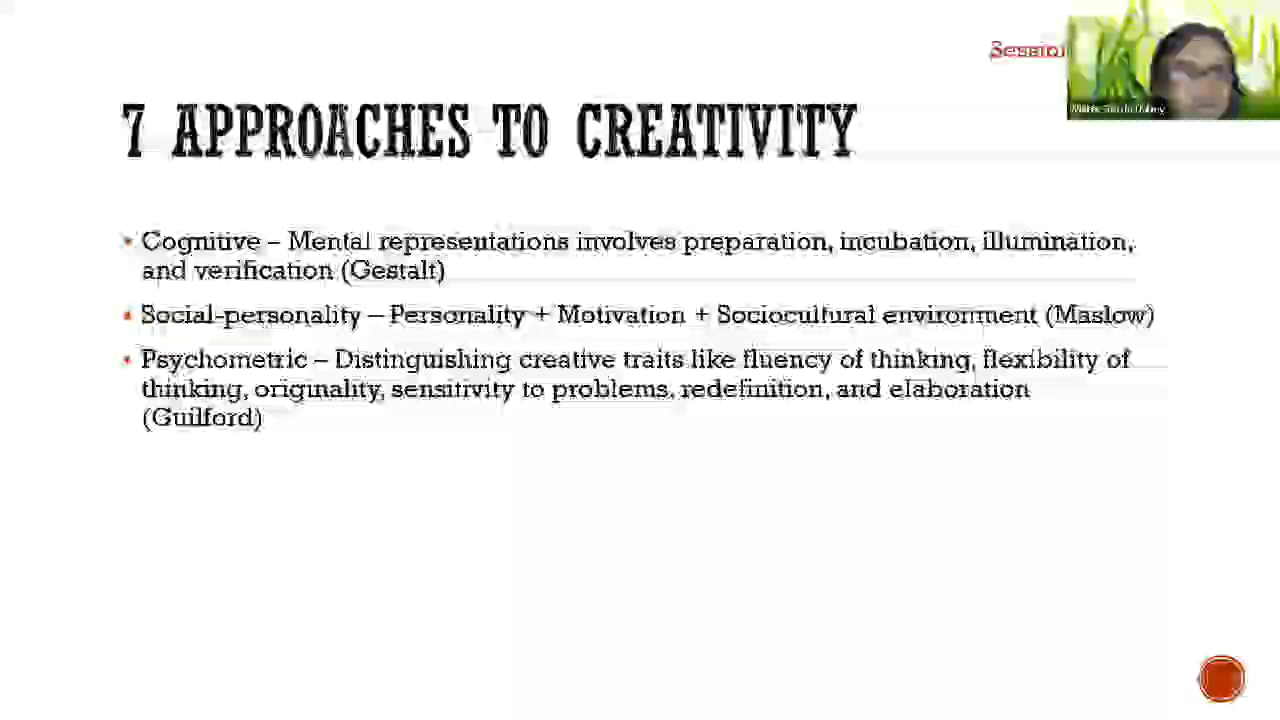 Session
7 APPROACHES TO CREATIVITY
• Cognitive – Mental representations involves preparation, incubation, illumination,
and verification (Gestalt)
• Social-personality – Personality + Motivation + Sociocultural environment (Maslow)
• Psychometric – Distinguishing creative traits like fluency of thinking, flexibility of
thinking, originality, sensitivity to problems, redefinition, and elaboration
(Guilford)